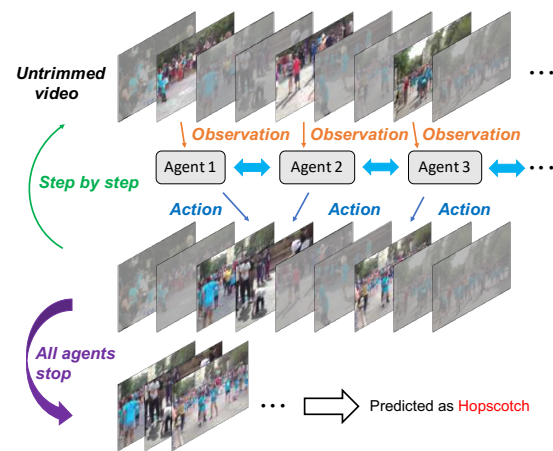 Untrimmed
video
Observation Observation Observation
Agent 1 Agent 2 Agent 3
Step by step
Action Action Action
All agents
stop
Predicted as Hopscotch